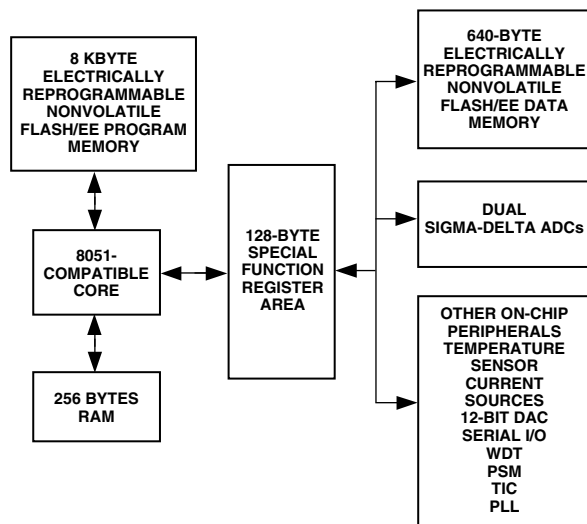 8 KBYTE
ELECTRICALLY
REPROGRAMMABLE
NONVOLATILE
FLASH/EE PROGRAM
MEMORY
8051-
COMPATIBLE
CORE
256 BYTES
RAM
128-BYTE
SPECIAL
FUNCTION
REGISTER
AREA
640-BYTE
ELECTRICALLY
REPROGRAMMABLE
NONVOLATILE
FLASH/EE DATA
MEMORY
DUAL
SIGMA-DELTA ADCs
OTHER ON-CHIP
PERIPHERALS
TEMPERATURE
SENSOR
CURRENT
SOURCES
12-BIT DAC
SERIAL I/O
WDT
PSM
TIC
PLL